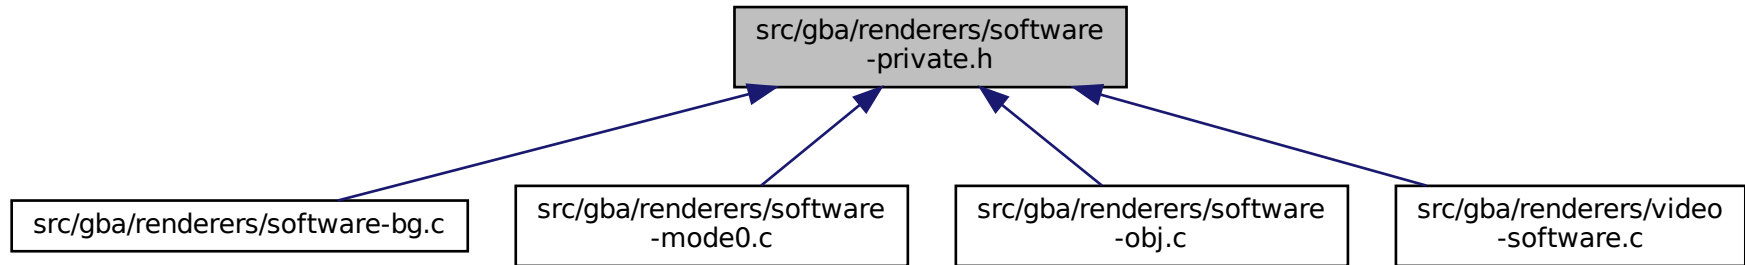 src/gba/renderers/software
-private.h
src/gba/renderers/software-bg.c
src/gba/renderers/software
-mode0.c
src/gba/renderers/software
-obj.c
src/gba/renderers/video
-software.c